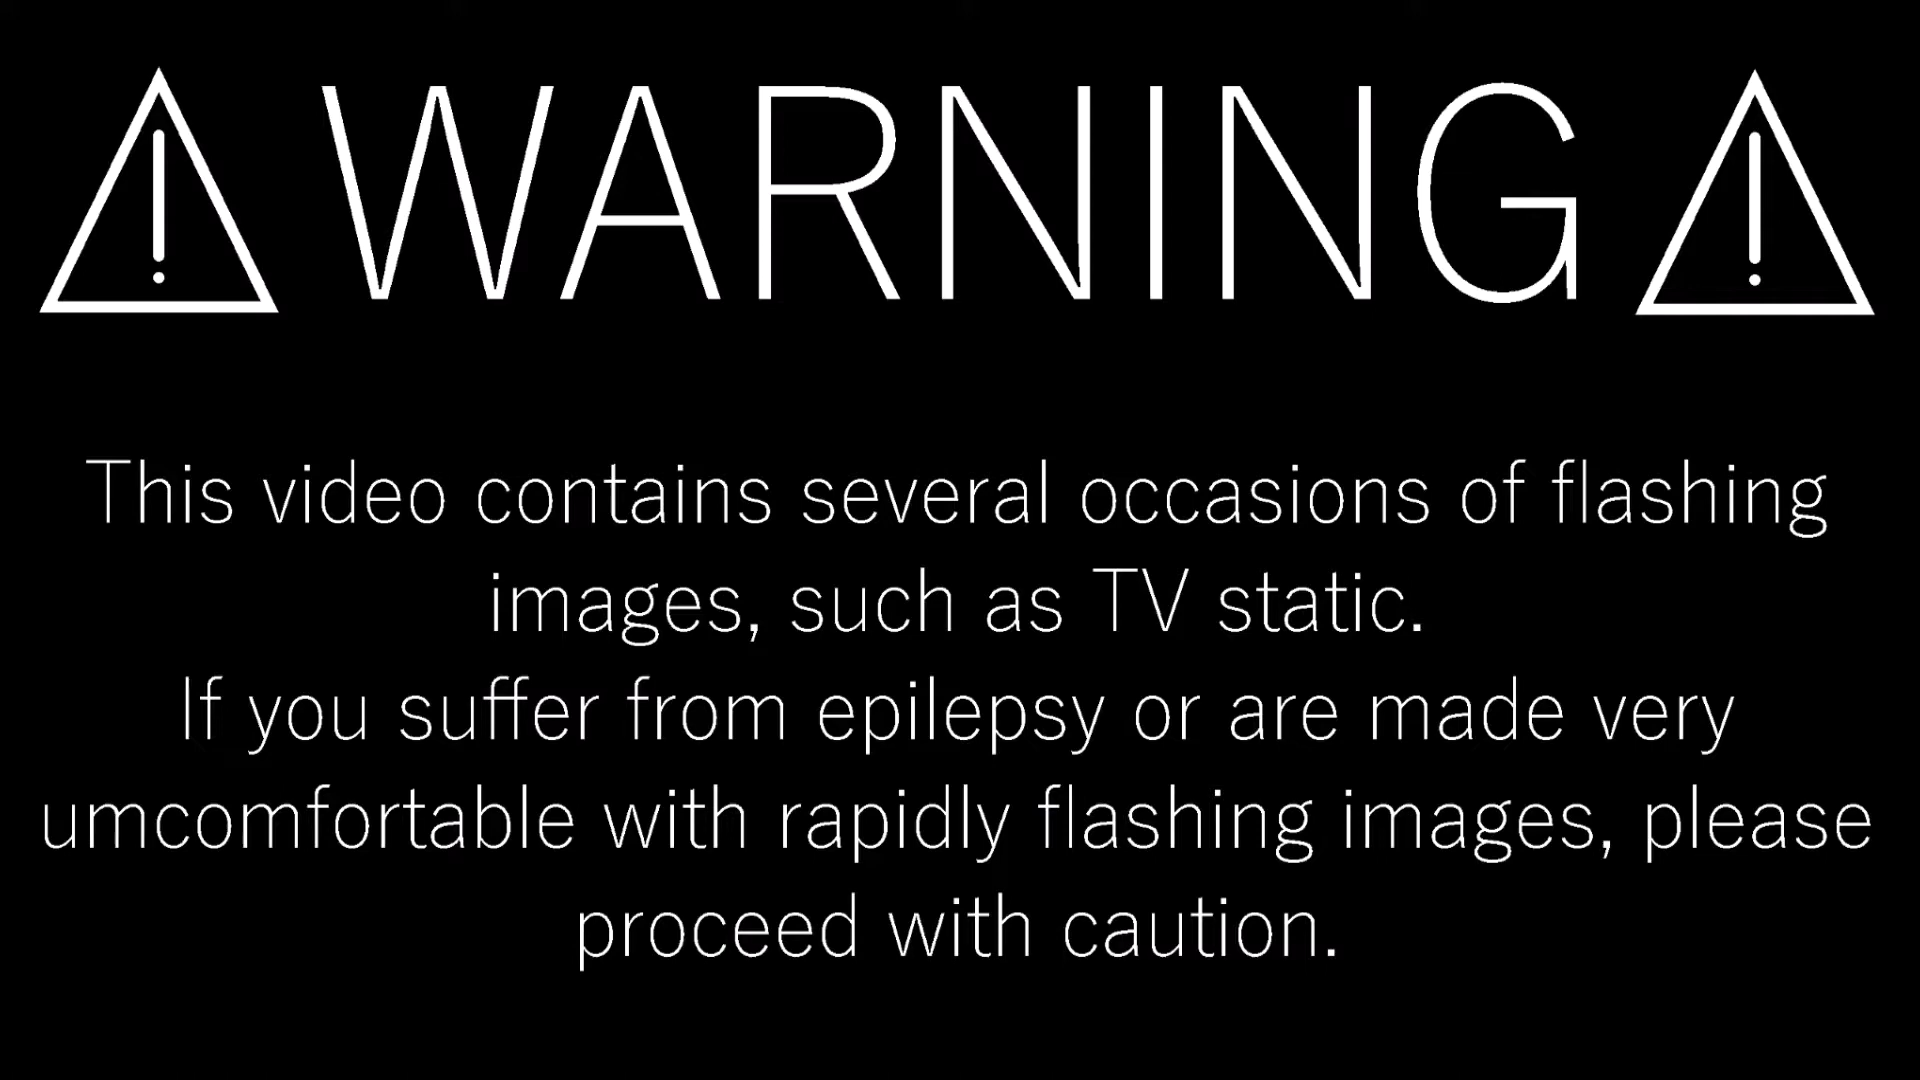 WARNING
This video contains several occasions of flashing
images, such as TV static.
If you suffer from epilepsy or are made very
umcomfortable with rapidly flashing images, please
proceed with caution.